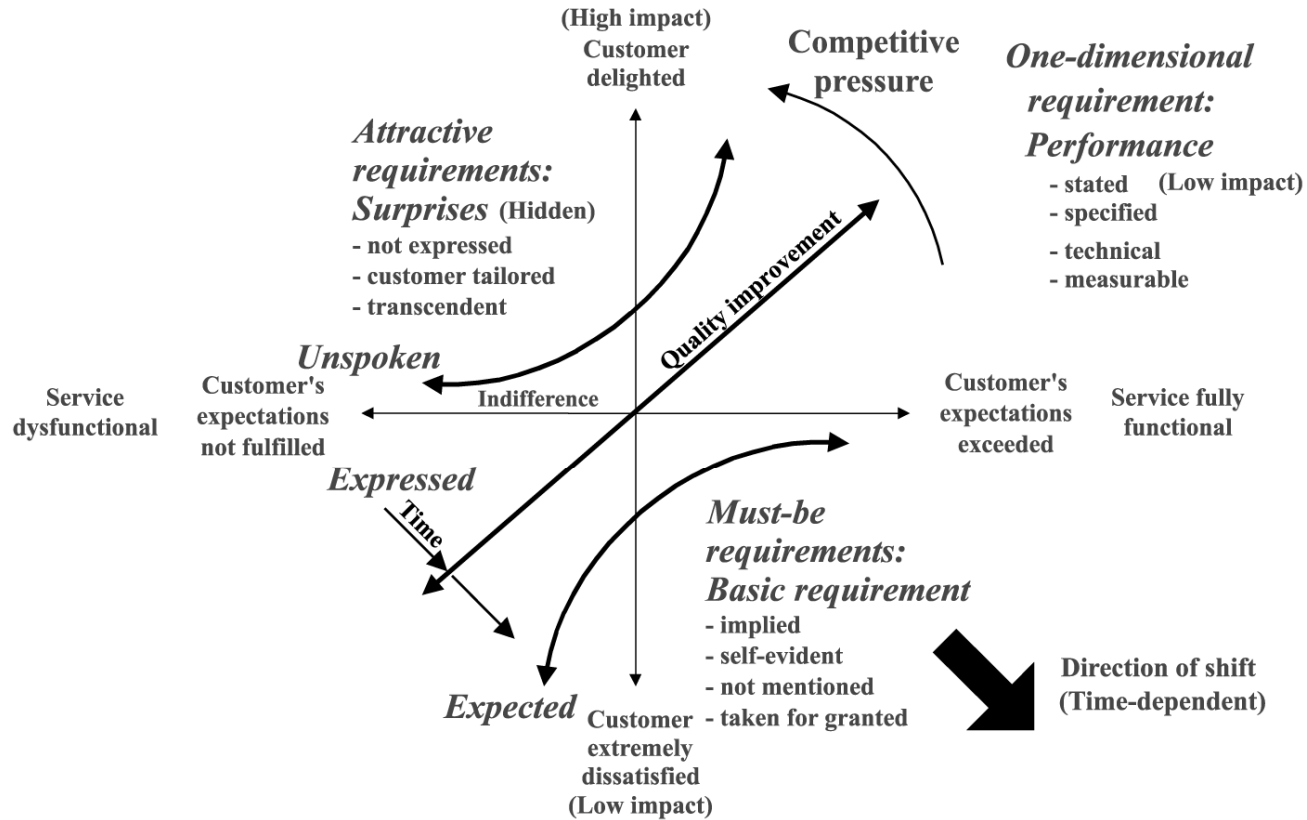 (High impact)
Customer
delighted
Competitive
pressure
One-dimensional
requirement:
Performance
- stated (Low impact)
- specified
- technical
- measurable
Attractive
requirements:
Surprises (Hidden)
- not expressed
- customer tailored
- transcendent
Quality improvement
Unspoken
Service
dysfunctional
Customer's
expectations
not fulfilled
Indifference
Customer's
expectations
exceeded
Service fully
functional
Expressed
Time
Must-be
requirements:
Basic requirement
- implied
- self-evident
- not mentioned
- taken for granted
Expected
Customer
extremely
dissatisfied
(Low impact)
Direction of shift
(Time-dependent)